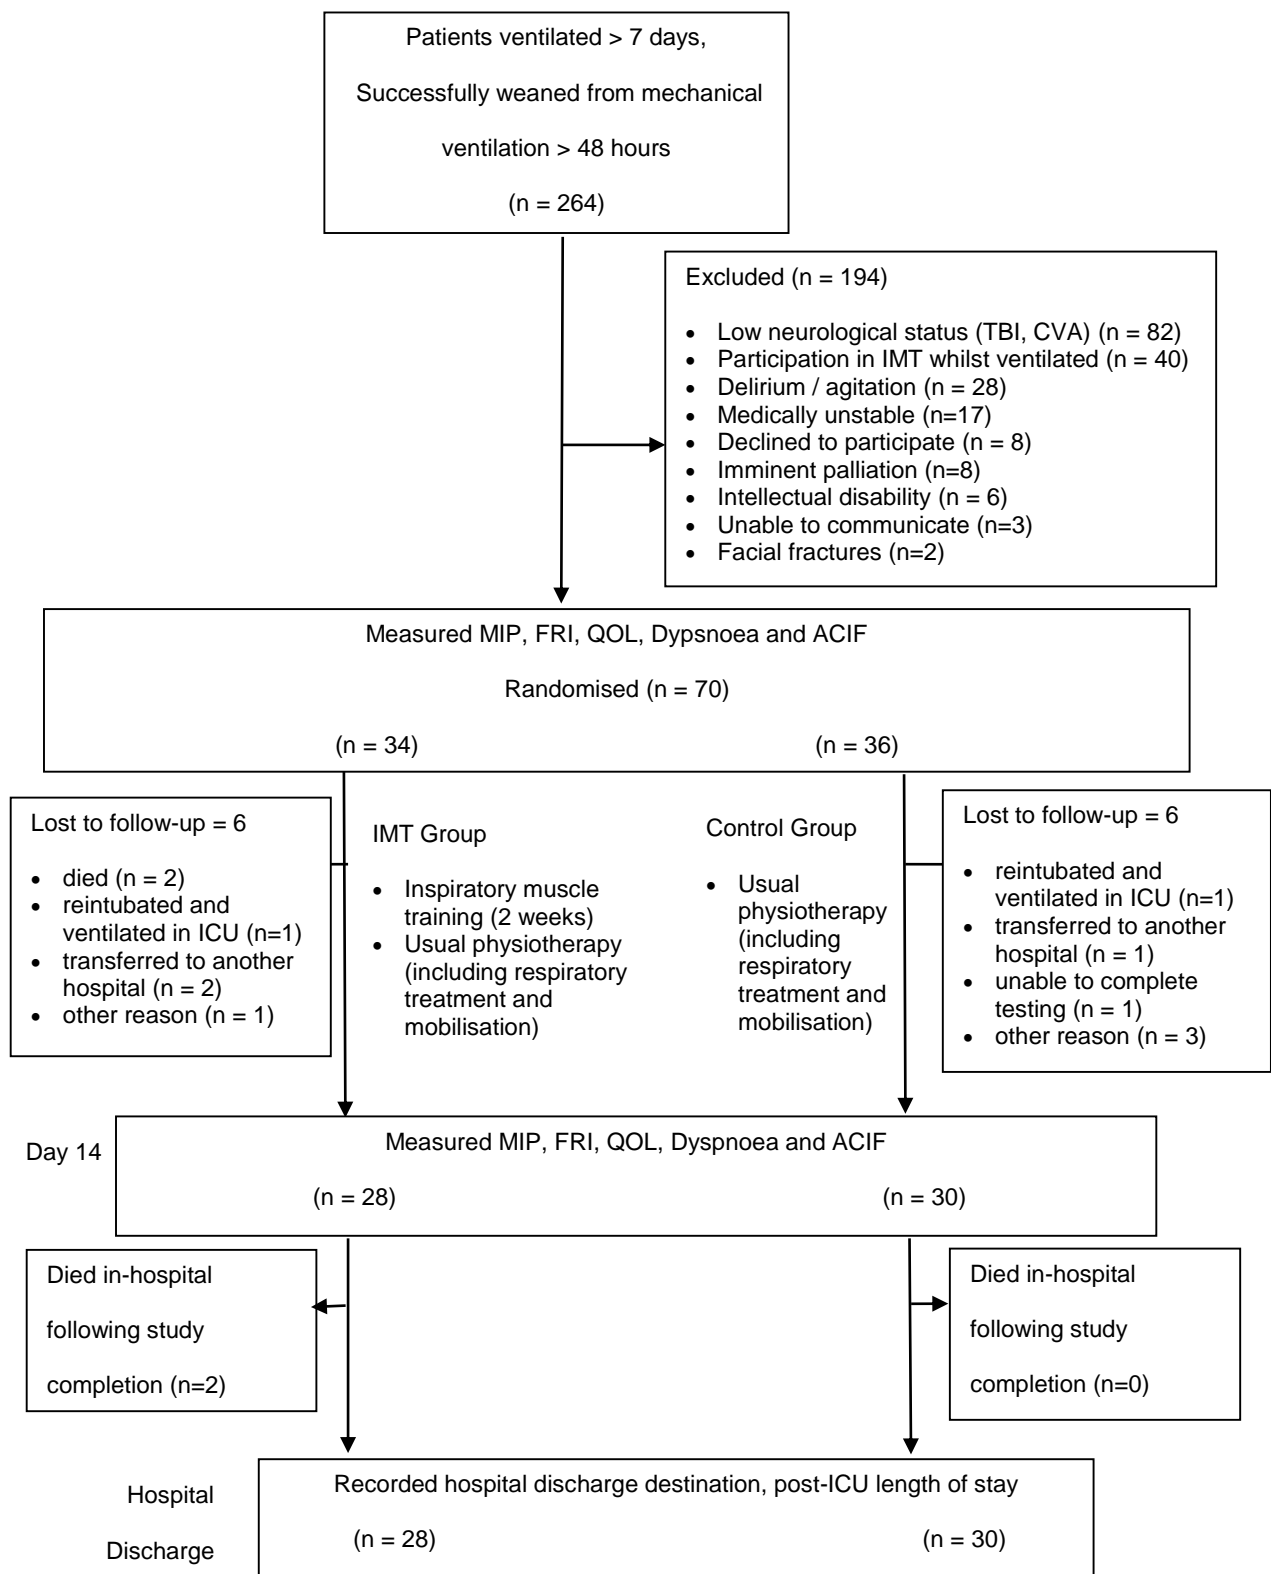 Patients ventilated > 7 days,
Successfully weaned from mechanical
ventilation > 48 hours
(n = 264)
Excluded (n = 194)
• Low neurological status (TBI, CVA) (n = 82)
• Participation in IMT whilst ventilated (n = 40)
• Delirium / agitation (n = 28)
• Medically unstable (n=17)
• Declined to participate (n = 8)
• Imminent palliation (n=8)
• Intellectual disability (n = 6)
• Unable to communicate (n=3)
• Facial fractures (n=2)
Measured MIP, FRI, QOL, Dypsnoea and ACIF
Randomised (n = 70)
(n = 34)
(n = 36)
Lost to follow-up = 6
• died (n = 2)
• reintubated and
ventilated in ICU (n=1)
• transferred to another
hospital (n = 2)
• other reason (n = 1)
IMT Group
• Inspiratory muscle
training (2 weeks)
• Usual physiotherapy
(including respiratory
treatment and
mobilisation)
Control Group
• Usual
physiotherapy
(including
respiratory
treatment and
mobilisation)
Lost to follow-up = 6
• reintubated and
ventilated in ICU (n=1)
• transferred to another
hospital (n = 1)
• unable to complete
testing (n = 1)
• other reason (n = 3)
Day 14
Measured MIP, FRI, QOL, Dyspnoea and ACIF
(n = 28)
(n = 30)
Died in-hospital
following study
completion (n=2)
Died in-hospital
following study
completion (n=0)
Hospital
Discharge
Recorded hospital discharge destination, post-ICU length of stay
(n = 28)
(n = 30)